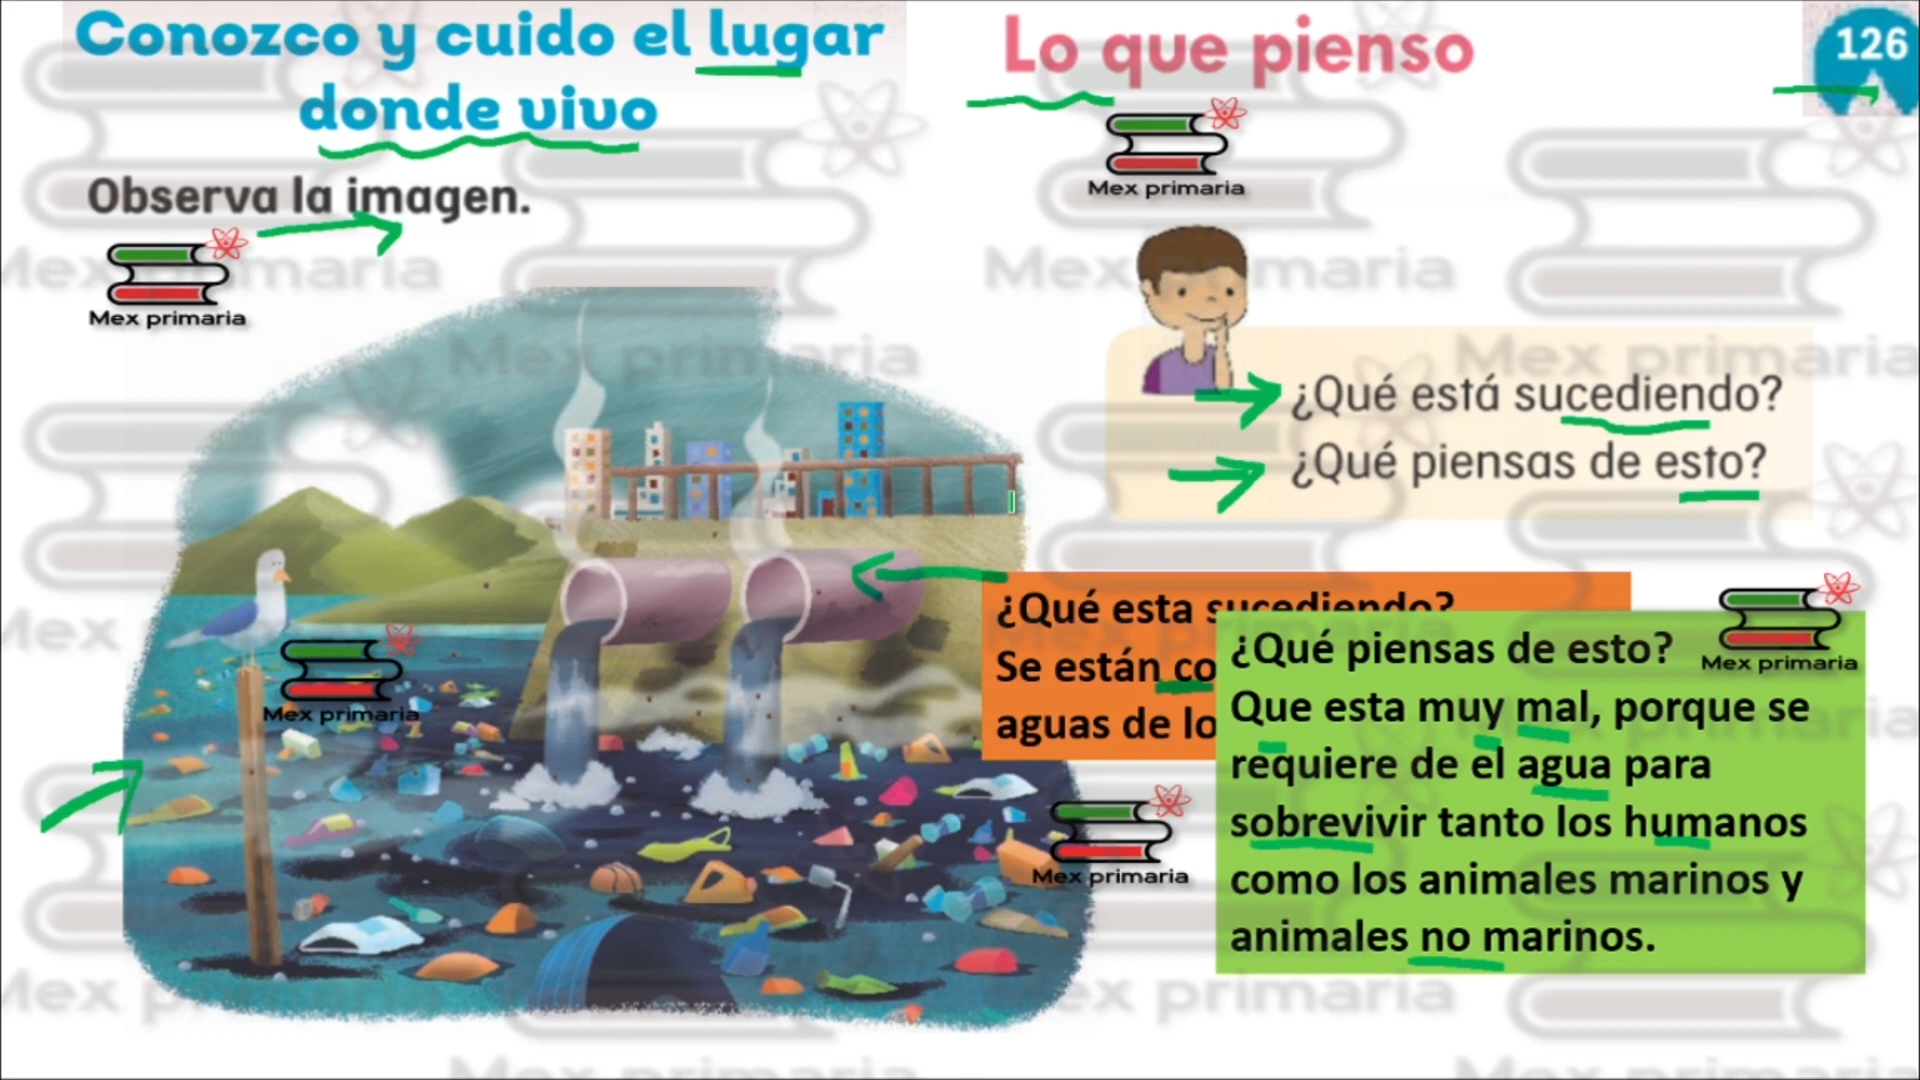 Conozco y cuido el lugar
donde vivo
Observa la imagen.
Mex primaria
Lo que pienso
126
Mex primaria
¿Qué está sucediendo?
¿Qué piensas de esto?
¿Qué esta sucediendo?
Se están co
aguas de lo
¿Qué piensas de esto?
Que esta muy mal, porque se
requiere de el agua para
sobrevivir tanto los humanos
como los animales marinos y
animales no marinos.
Mex primaria
Mex primaria
Mex primaria